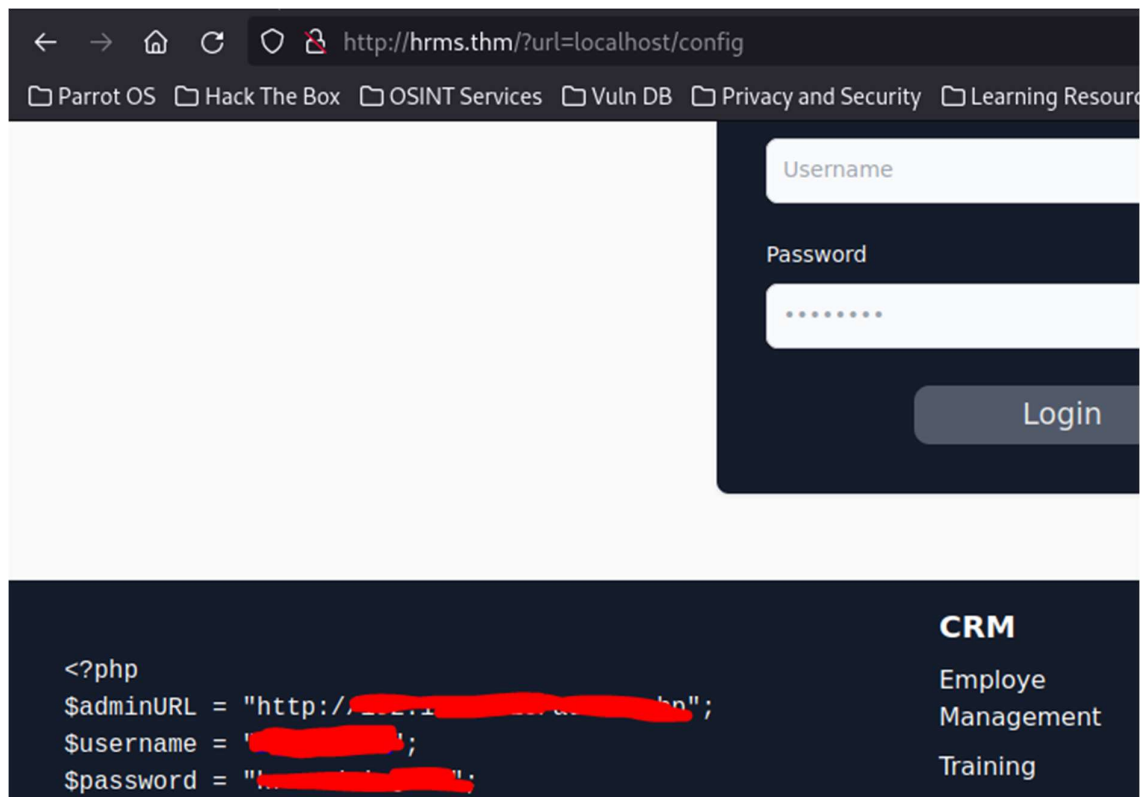 http://hrms.thm/?url=localhost/config
Parrot OS Hack The Box OSINT Services Vuln DB Privacy and Security Learning
Username
Password
Login
CRM
Employe
Management
Training
<?php
$adminURL = "http:/
";
$username = "
";
$password = "
";